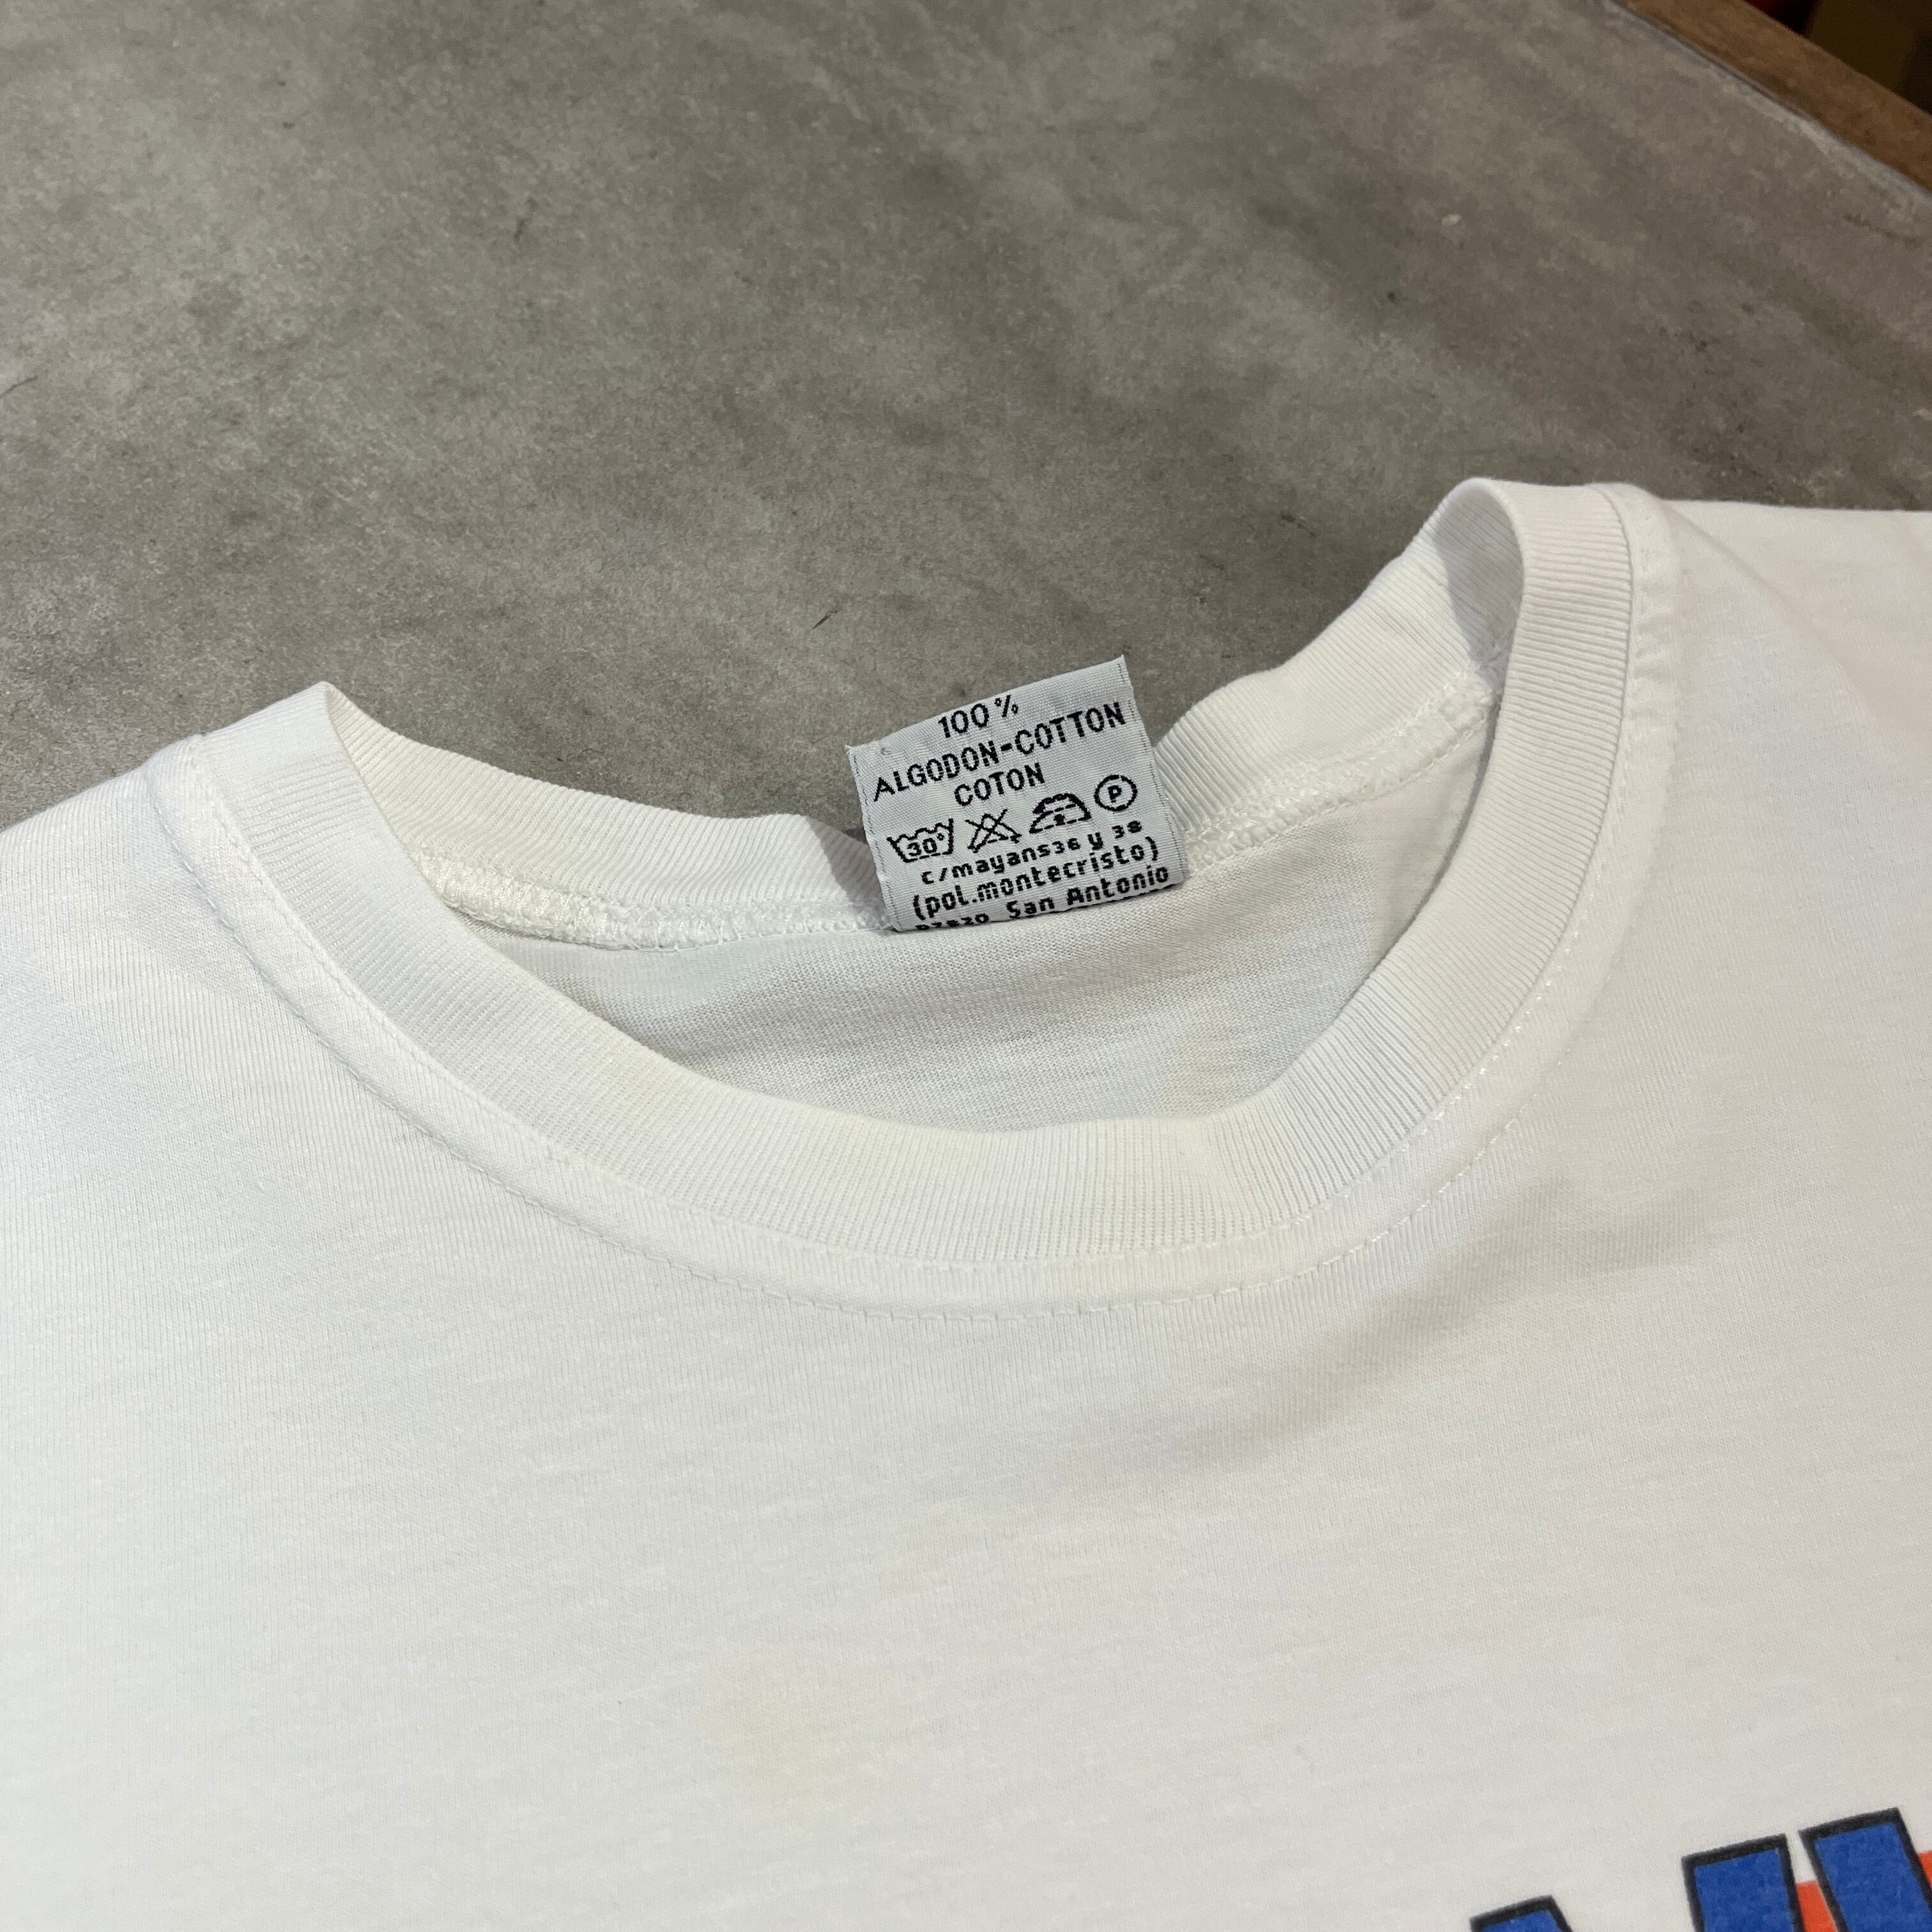 100%
ALGODON-COTTON
COTON
30°
P
c/mayans36 y 38
(pol.montecristo)
San Antonio